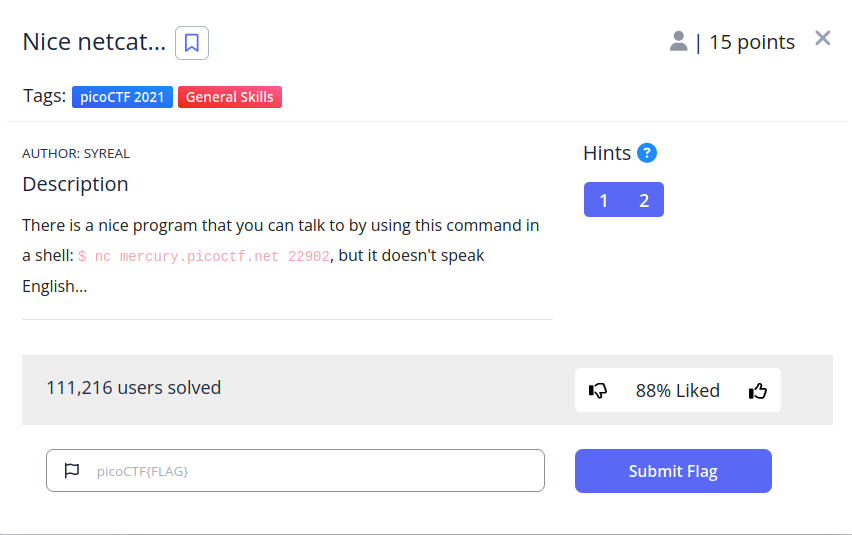 Nice netcat...
| 15 points
Tags: picoCTF 2021 General Skills
AUTHOR: SYREAL
Hints ?
Description
1 2
There is a nice program that you can talk to by using this command in
a shell: $ nc mercury.picoctf.net 22902, but it doesn't speak
English...
111,216 users solved
88% Liked
picoCTF{FLAG}
Submit Flag